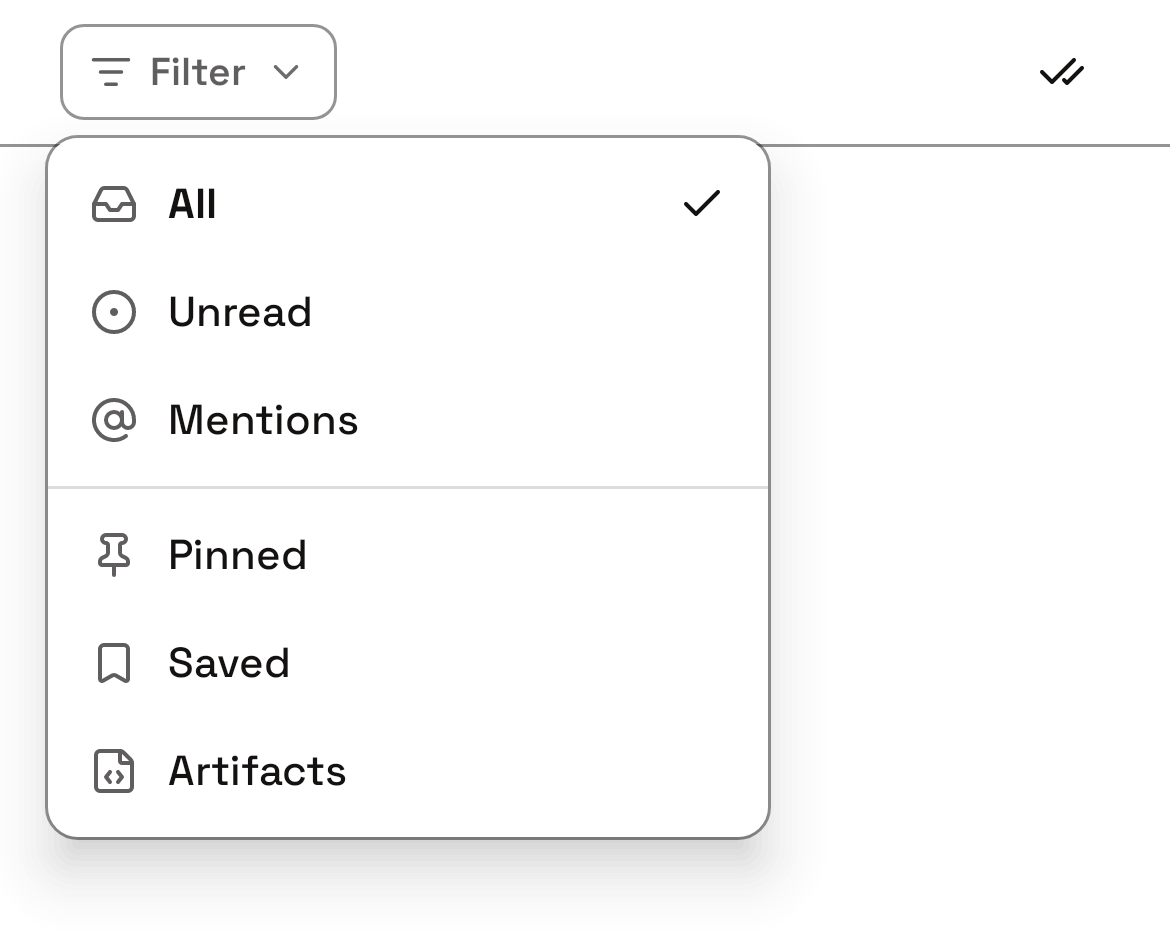 Filter
All
Unread
Mentions
Pinned
Saved
Artifacts